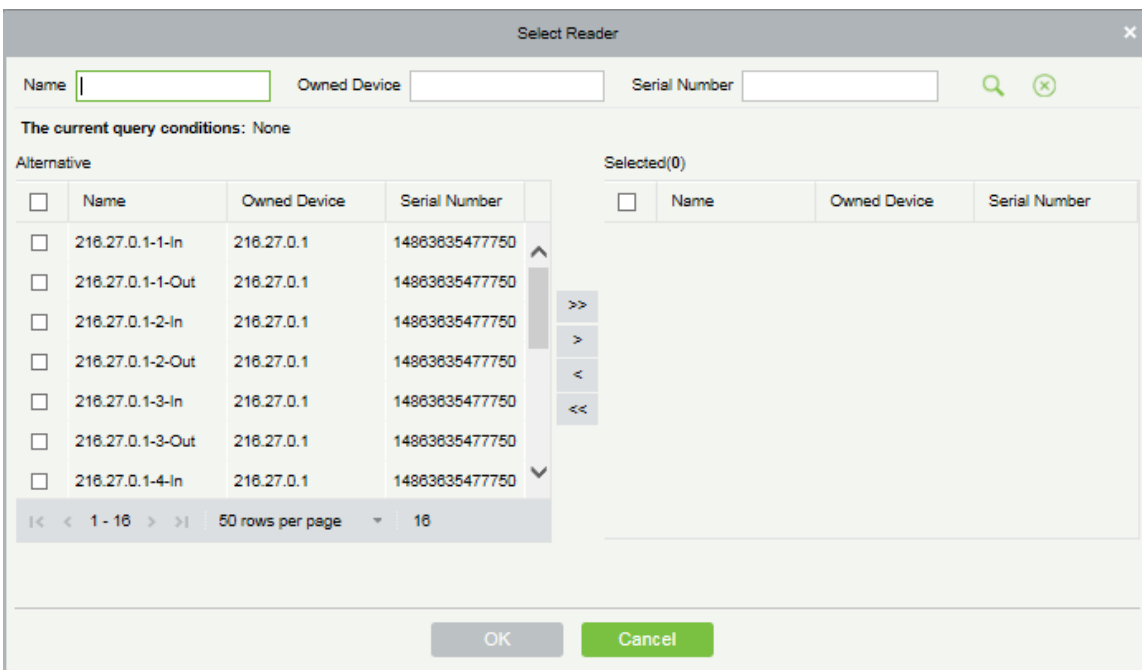 Select Reader
Name Owned Device Serial Number
The current query conditions: None
Alternative Selected(0)
Name Owned Device Serial Number Name Owned Device Serial Number
216.27.0.1-1-In 216.27.0.1 14863635477750
216.27.0.1-1-Out 216.27.0.1 14863635477750
216.27.0.1-2-In 216.27.0.1 14863635477750
>>
216.27.0.1-2-Out 216.27.0.1 14863635477750
>
<
216.27.0.1-3-In 216.27.0.1 14863635477750
<<
216.27.0.1-3-Out 216.27.0.1 14863635477750
216.27.0.1-4-In 216.27.0.1 14863635477750
|< < 1 - 16 > >| 50 rows per page 16
OK Cancel